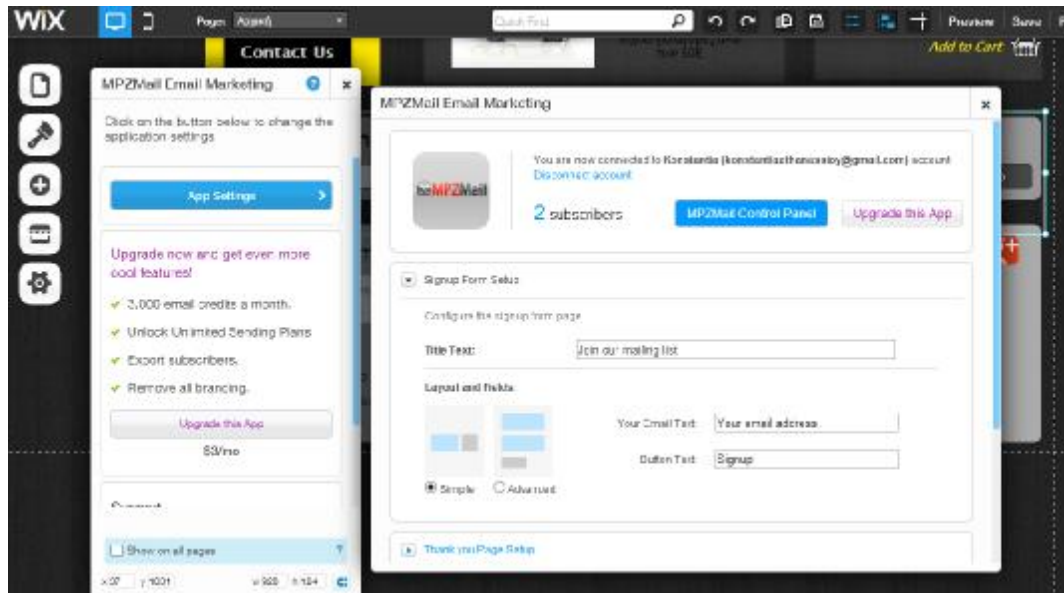 WiX
Page:
Quick Find
Preview
Save
Contact Us
Add to Cart
MPZMail Email Marketing
Click on the button below to change the
application settings
App Settings
Upgrade now and get even more
cool features!
3,000 email credits a month.
Unlock Unlimited Sending Plans
Export subscribers.
Remove all branding.
Upgrade this App
$3/mo
Support
Show on all pages
MPZMail Email Marketing
theMPZMail
You are now connected to Konstantia account
Disconnect account
2 subscribers
MPZMail Control Panel
Upgrade this App
Signup Form Setup
Configure the signup form page
Title Text:
Join our mailing list
Layout and Fields:
Your Email Text:
Your email address
Button Text:
Signup
Simple
Advanced
Thank you Page Setup